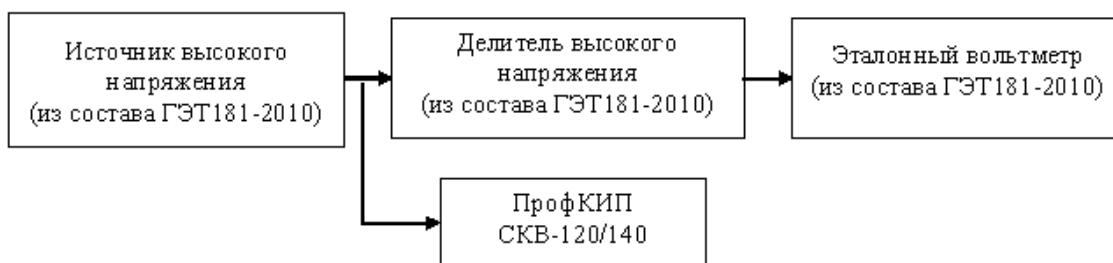 Источник высокого
напряжения
(из состава ГЭТ181-2010)
Делитель высокого
напряжения
(из состава ГЭТ181-2010)
Эталонный вольтметр
(из состава ГЭТ181-2010)
ПрофКИП
СКВ-120/140